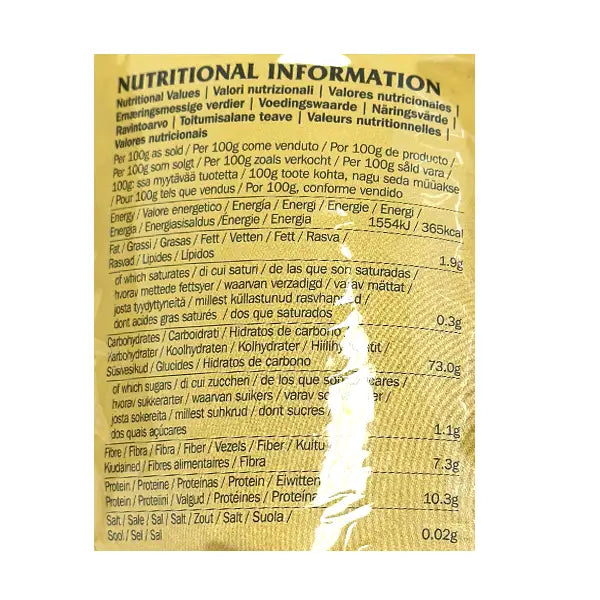 NUTRITIONAL INFORMATION
Nutritional Values | Valori nutrizionali | Valores nutricionales |
Ernæringsmessige verdier | Voedingswaarde | Näringsvärde |
Ravintoarvo | Toitumisalane teave | Valeurs nutritionnelles |
Valores nutricionais
Per 100g as sold / Per 100g come venduto / Por 100g de producto /
Per 100g som solgt / Per 100g zoals verkocht / Per 100g såld vara /
100g: ssa myytävää tuotetta / 100g toote kohta, nagu seda müüakse
/ Pour 100g tels que vendus / Por 100g, conforme vendido
Energy / Valore energetico / Energía / Energi / Energie / Energi /
Energia / Energiasisaldus /Énergie / Energia 1554kJ / 365kcal
Fat / Grassi / Grasas / Fett / Vetten / Fett / Rasva /
Rasvad / Lipides / Lípidos 1.9g
of which saturates / di cui saturi / de las que son saturadas /
hvorav mettede fettsyer / waarvan verzadigd / varav mättat /
josta tyydyttyneitä / millest küllastunud
dont acides gras saturés / dos que saturados 0.3g
Carbohydrates / Carboidrati / Hidratos de carbono
Karbohydrater / Koolhydraten / Kolhydrater /
Süsivesikud / Glucides / Hidratos de carbono 73.0g
of which sugars / di cui zuccheri / de los que
hvorav sukkerarter / waarvan suikers / varav
josta sokereita / millest suhkrud / dont sucres
dos quais açúcares 1.1g
Fibre / Fibra / Fibra / Fiber / Vezels / Fiber /
Kiudained / Fibres alimentaires / Fibra 7.3g
Protein / Proteine / Proteínas / Protein / Eiwitten
Protein / Proteiini / Valgud / Protéines / Proteína 10.3g
Salt / Sale / Sal / Salt / Zout / Salt / Suola /
Sool / Sel / Sal 0.02g